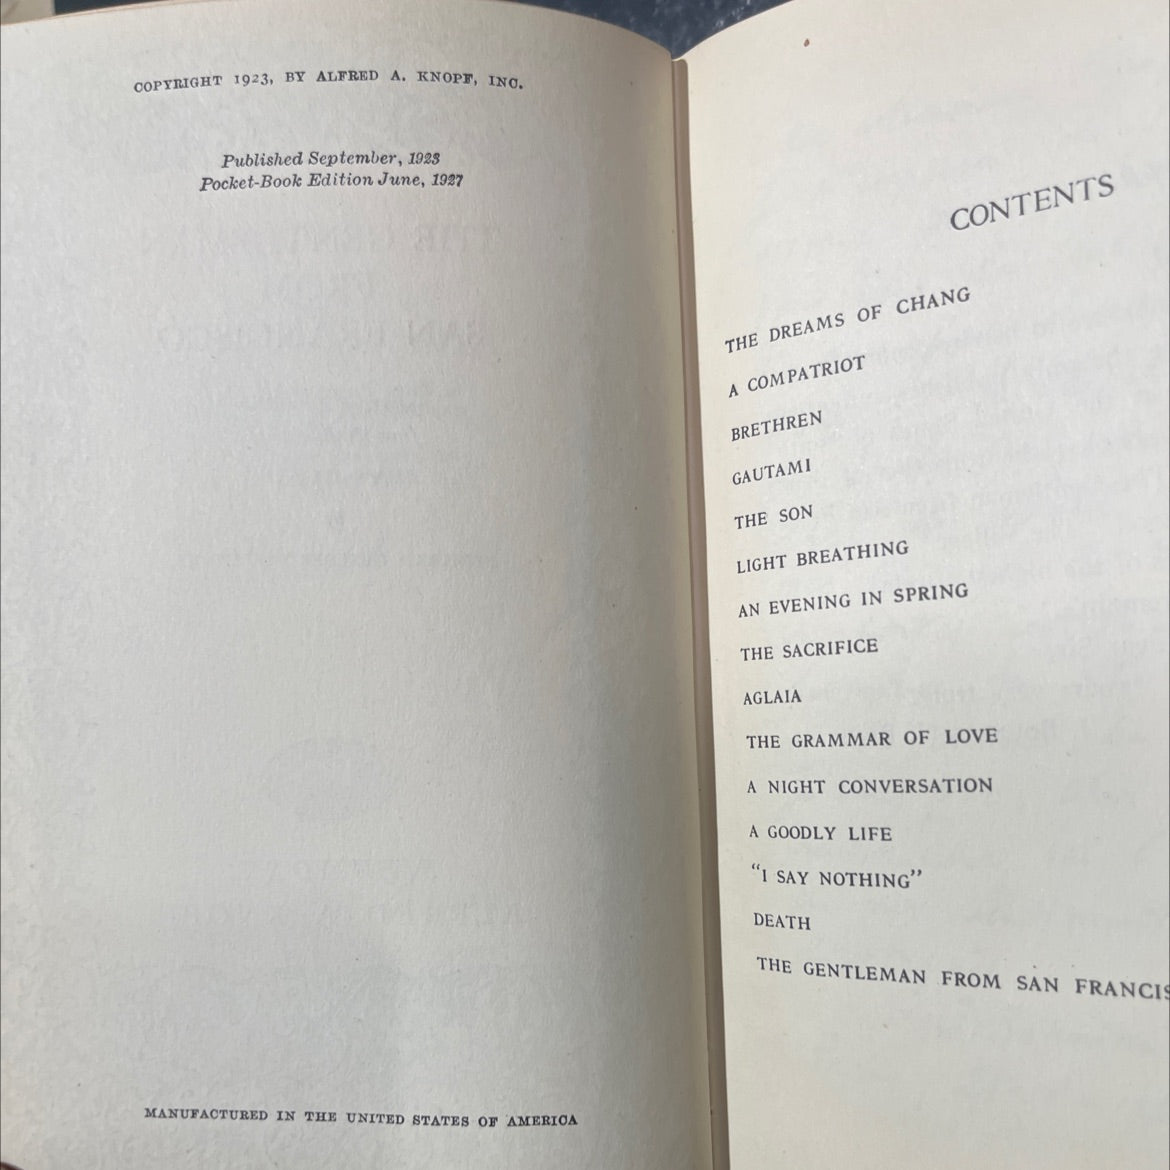 COPYRIGHT 1923, BY ALFRED A. KNOPF, INC.
Published September, 1923
Pocket-Book Edition June, 1927
MANUFACTURED IN THE UNITED STATES OF AMERICA
CONTENTS
THE DREAMS OF CHANG
A COMPATRIOT
BRETHREN
GAUTAMI
THE SON
LIGHT BREATHING
AN EVENING IN SPRING
THE SACRIFICE
AGLAIA
THE GRAMMAR OF LOVE
A NIGHT CONVERSATION
A GOODLY LIFE
“I SAY NOTHING”
DEATH
THE GENTLEMAN FROM SAN FRANCIS